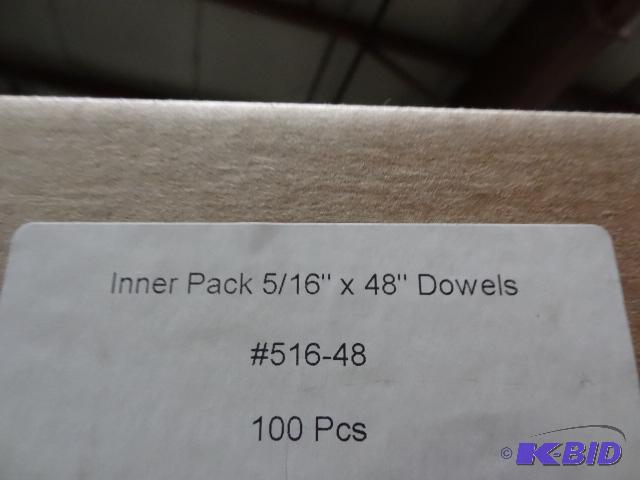 Inner Pack 5/16" x 48" Dowels
#516-48
100 Pcs
© K-BID